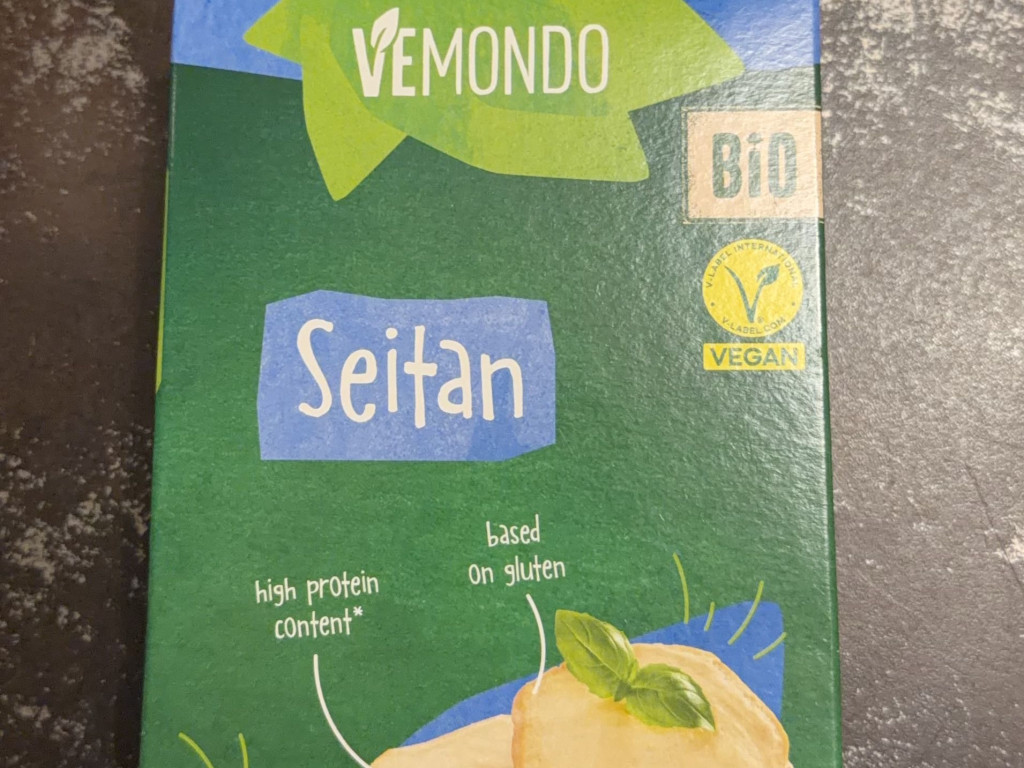 VEMONDO
BiO
V-LABEL INTERNATIONAL
V-LABEL.COM
VEGAN
Seitan
based
on gluten
high protein
content*